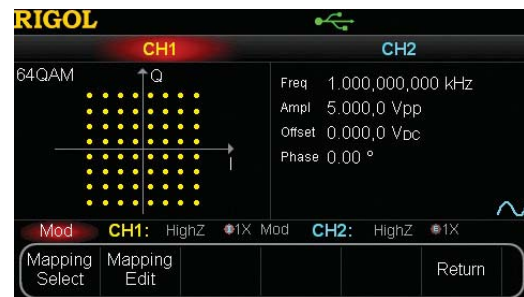 RIGOL
CH1 CH2
64QAM Q
I
Freq 1.000,000,000 kHz
Ampl 5.000,0 Vpp
Offset 0.000,0 VDC
Phase 0.00 °
Mod CH1: HighZ 1X Mod CH2: HighZ 1X
Mapping Select
Mapping Edit
Return